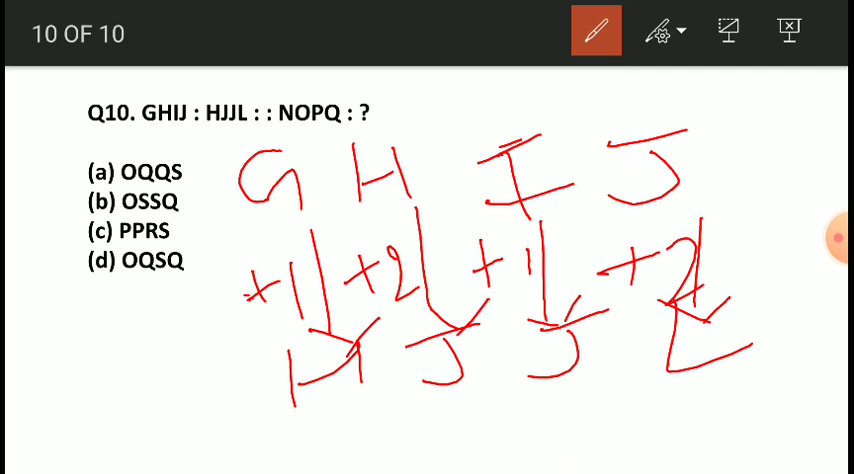 10 OF 10
Q10. GHIJ : HJJL : : NOPQ : ?
(a) OQQS
(b) OSSQ
(c) PPRS
(d) OQSQ
G H I J
+1 +2 +1 +2
H J J L